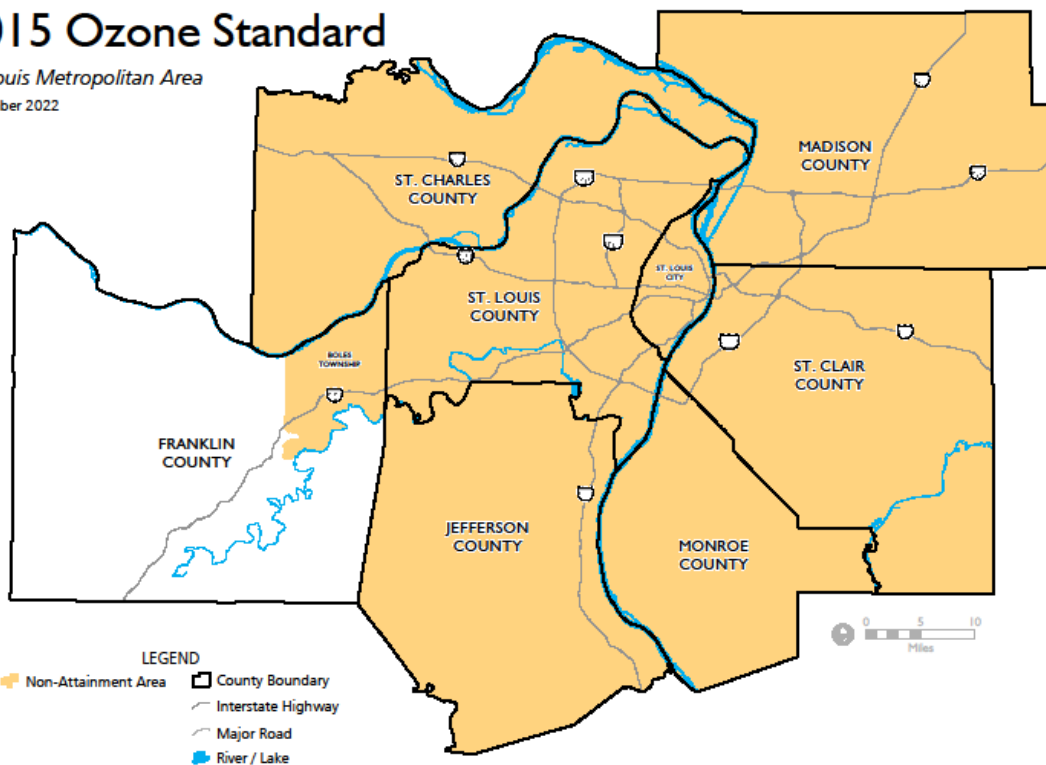 015 Ozone Standard
ouis Metropolitan Area
ber 2022
MADISON
COUNTY
ST. CHARLES
COUNTY
ST. LOUIS
CITY
ST. LOUIS
COUNTY
BOLES
TOWNSHIP
ST. CLAIR
COUNTY
FRANKLIN
COUNTY
JEFFERSON
COUNTY
MONROE
COUNTY
0 5 10
Miles
LEGEND
Non-Attainment Area
County Boundary
Interstate Highway
Major Road
River / Lake